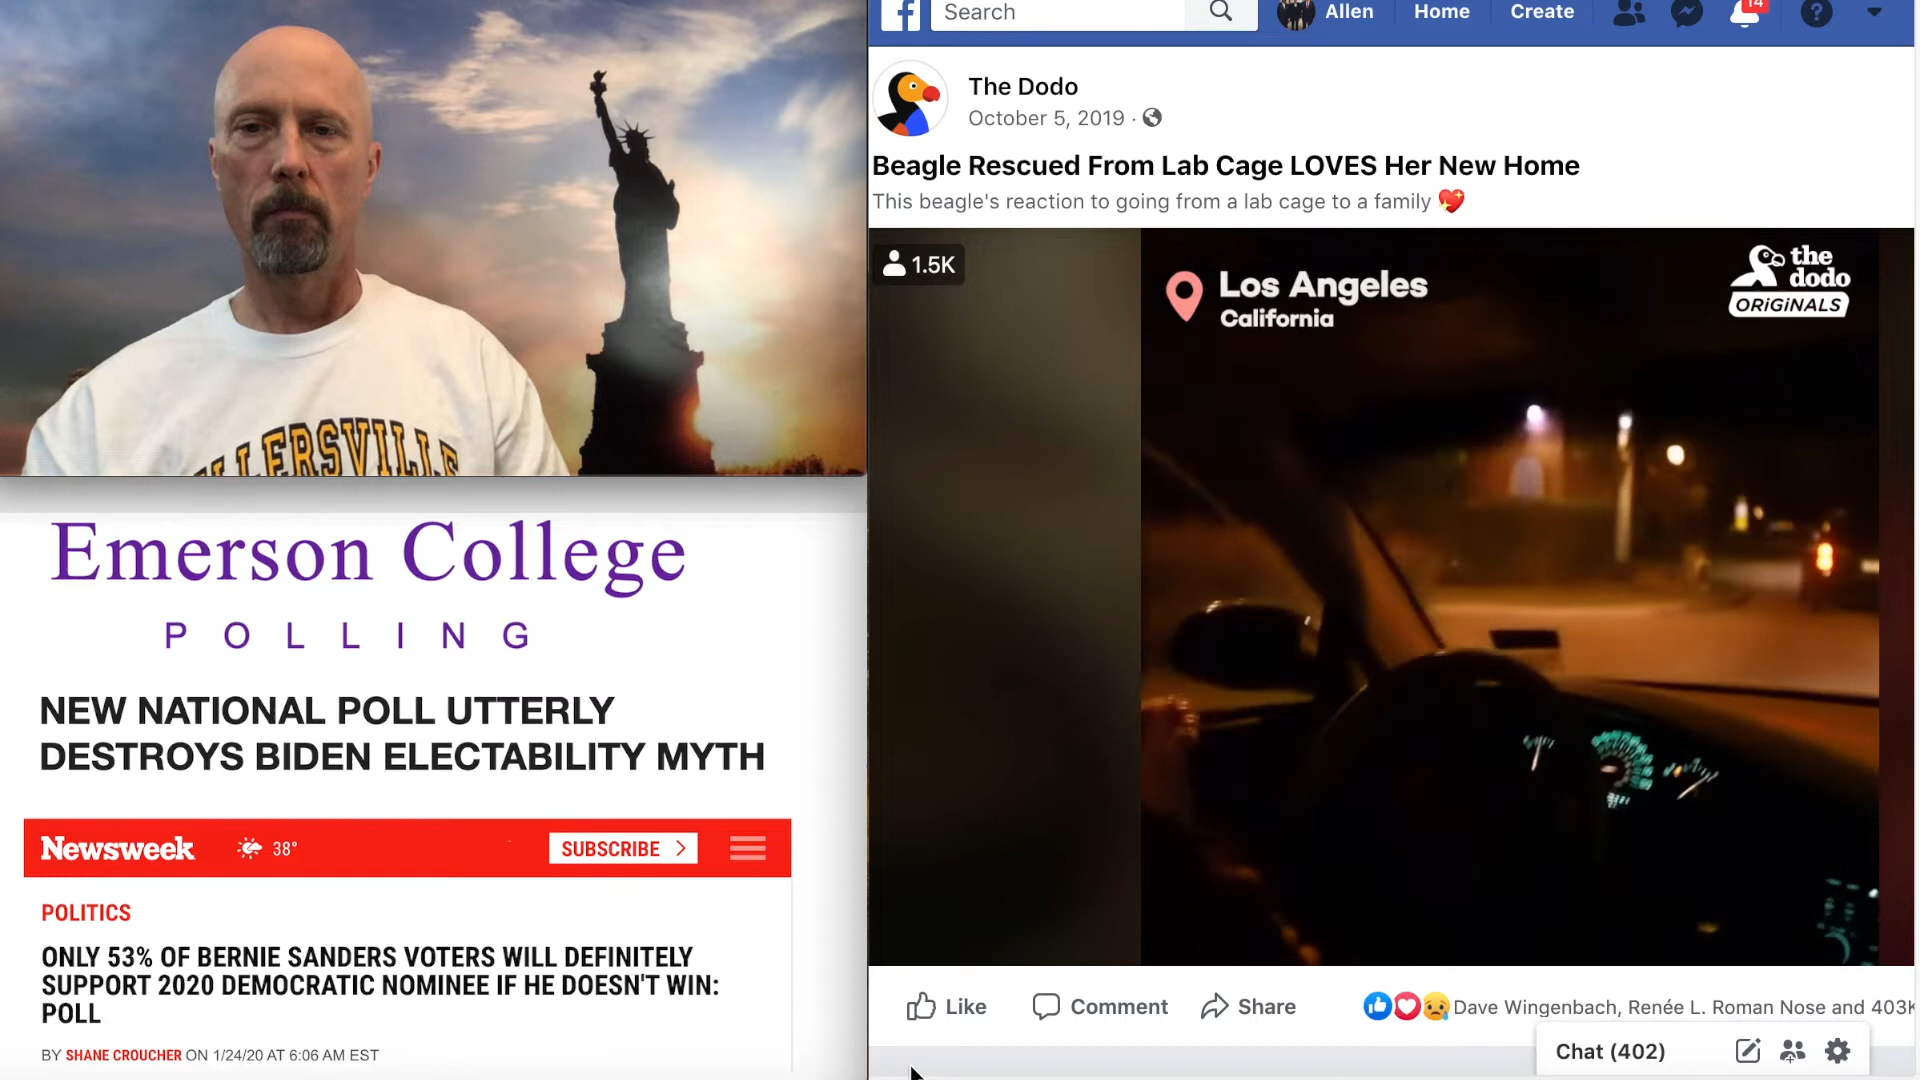 LLERSVILLE
Emerson College
POLLING
NEW NATIONAL POLL UTTERLY
DESTROYS BIDEN ELECTABILITY MYTH
Newsweek 38° SUBSCRIBE
POLITICS
ONLY 53% OF BERNIE SANDERS VOTERS WILL DEFINITELY
SUPPORT 2020 DEMOCRATIC NOMINEE IF HE DOESN'T WIN:
POLL
BY SHANE CROUCHER ON 1/24/20 AT 6:06 AM EST
Search Allen Home Create 14
The Dodo
October 5, 2019 ·
Beagle Rescued From Lab Cage LOVES Her New Home
This beagle's reaction to going from a lab cage to a family
1.5K
Los Angeles
California
the
dodo
ORiGiNALS
Like Comment Share Dave Wingenbach, Renée L. Roman Nose and 403K
Chat (402)